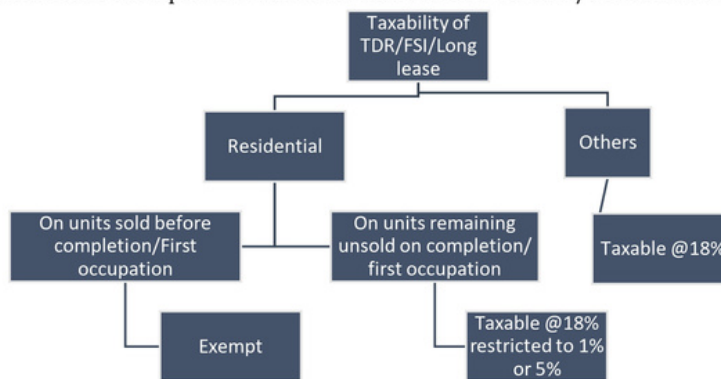 Taxability of
TDR/FSI/Long
lease
Residential
Others
On units sold before
completion/First
occupation
On units remaining
unsold on completion/
first occupation
Taxable @18%
Exempt
Taxable @18%
restricted to 1%
or 5%